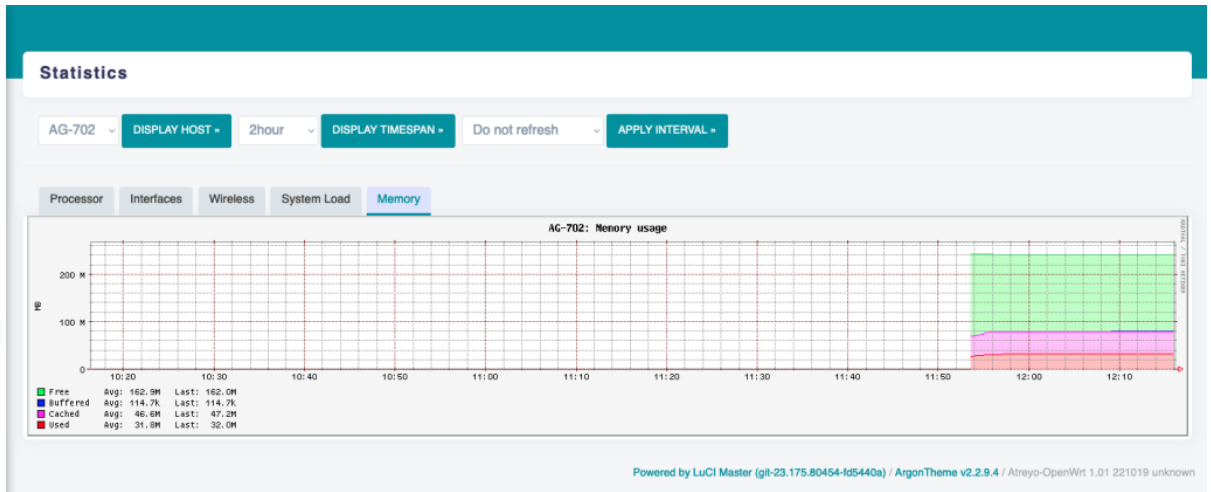 Statistics
AG-702 DISPLAY HOST » 2hour DISPLAY TIMESPAN » Do not refresh APPLY INTERVAL »
Processor Interfaces Wireless System Load Memory
AG-702: Memory usage
200 M
MB
100 M
0
10:20 10:30 10:40 10:50 11:00 11:10 11:20 11:30 11:40 11:50 12:00 12:10
Free Avg: 162.9M Last: 162.0M
Buffered Avg: 114.7k Last: 114.7k
Cached Avg: 46.6M Last: 47.2M
Used Avg: 31.8M Last: 32.0M
Powered by LuCI Master (git-23.175.80454-fd5440a) / ArgonTheme v2.2.9.4 / Atreyo-OpenWrt 1.01 221019 unknown